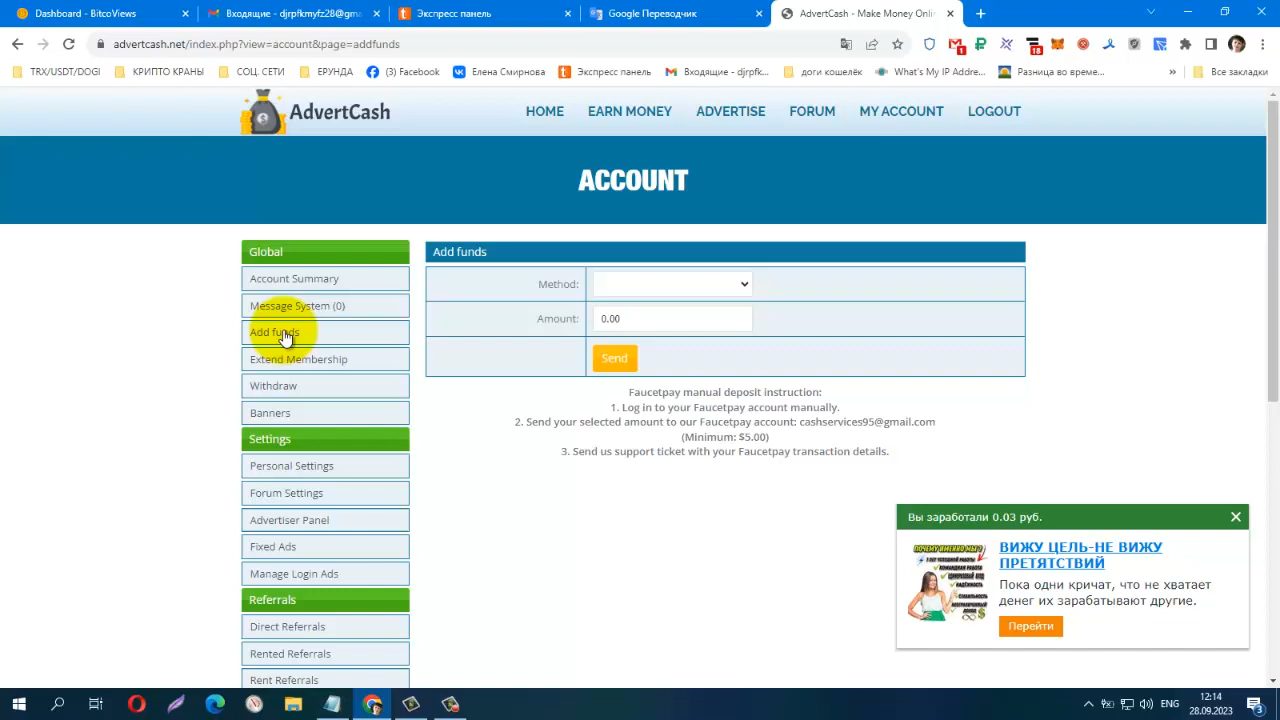 Dashboard - BitcoViews
Входящие - djrpfkmyfz28@gma
Экспресс панель
Google Переводчик
AdvertCash - Make Money Onlin
advertcash.net/index.php?view=account&page=addfunds
1
18
TRX/USDT/DOGI
КРИПТО КРАНЫ
СОЦ. СЕТИ
ЕРУНДА
(3) Facebook
Елена Смирнова
Экспресс панель
Входящие - djrpfk...
доги кошелёк
What's My IP Addre...
Разница во време...
»
Все закладки
AdvertCash
HOME
EARN MONEY
ADVERTISE
FORUM
MY ACCOUNT
LOGOUT
ACCOUNT
Global
Account Summary
Message System (0)
Add funds
Extend Membership
Withdraw
Banners
Settings
Personal Settings
Forum Settings
Advertiser Panel
Fixed Ads
Manage Login Ads
Referrals
Direct Referrals
Rented Referrals
Rent Referrals
Add funds
Method:
Amount:
0.00
Send
Faucetpay manual deposit instruction:
1. Log in to your Faucetpay account manually.
2. Send your selected amount to our Faucetpay account: cashservices95@gmail.com
(Minimum: $5.00)
3. Send us support ticket with your Faucetpay transaction details.
Вы заработали 0.03 руб.
ПОЧЕМУ ИМЕННО МЫ?
ВИЖУ ЦЕЛЬ-НЕ ВИЖУ
ПРЕТЯТСТВИЙ
Пока одни кричат, что не хватает
денег их зарабатывают другие.
Перейти
ENG
12:14
28.09.2023
3